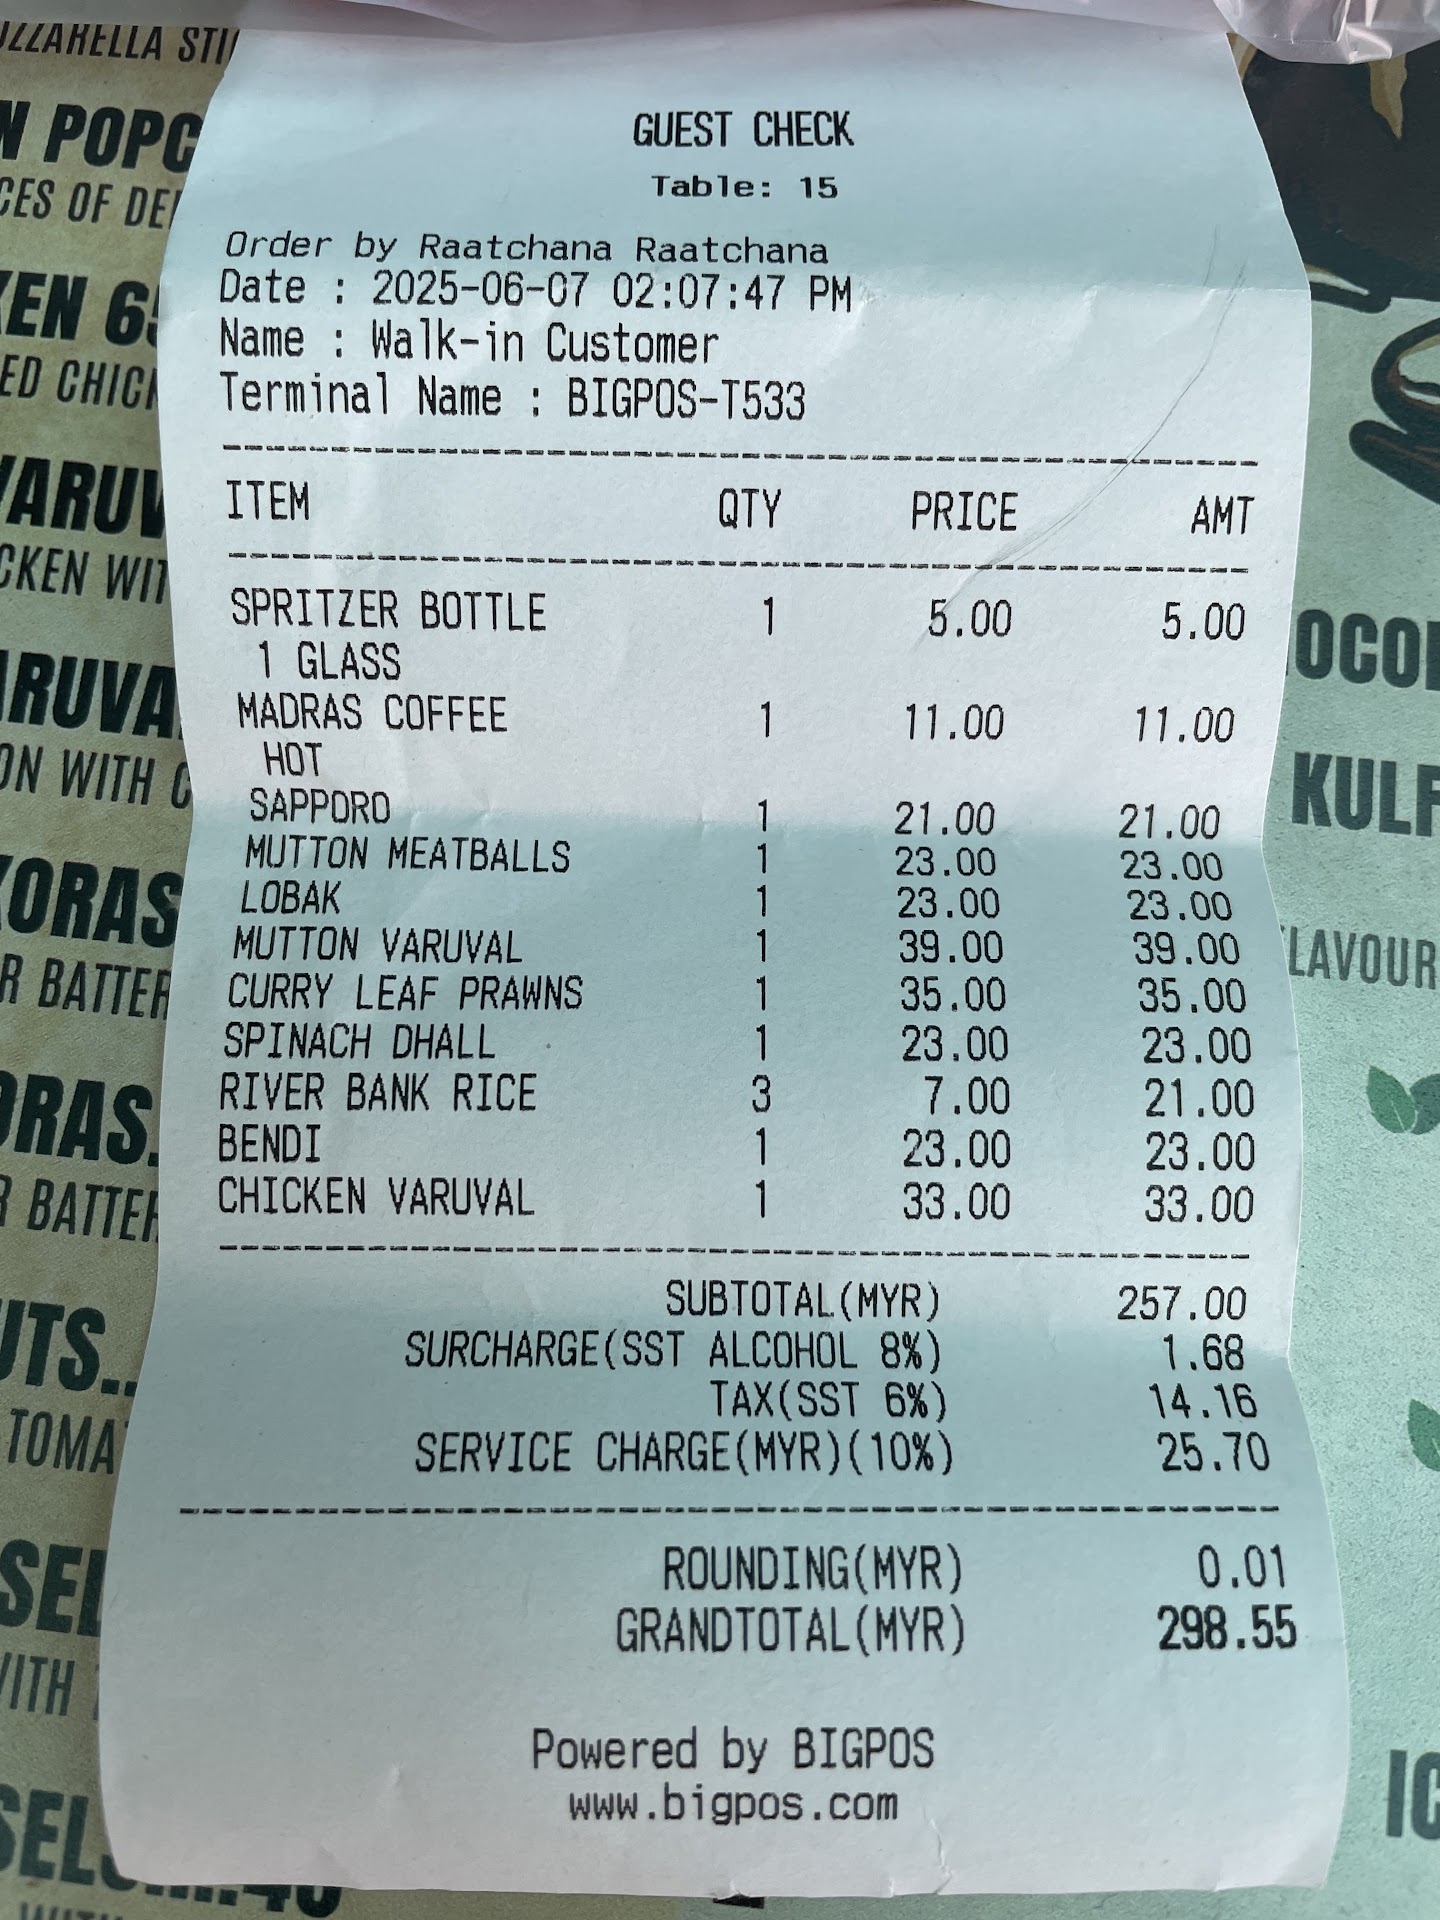 GUEST CHECK
Table: 15
Order by Raatchana Raatchana
Date : 2025-06-07 02:07:47 PM
Name : Walk-in Customer
Terminal Name : BIGPOS-T533
ITEM QTY PRICE AMT
SPRITZER BOTTLE 1 5.00 5.00
1 GLASS
MADRAS COFFEE 1 11.00 11.00
HOT
SAPPORO 1 21.00 21.00
MUTTON MEATBALLS 1 23.00 23.00
LOBAK 1 23.00 23.00
MUTTON VARUVAL 1 39.00 39.00
CURRY LEAF PRAWNS 1 35.00 35.00
SPINACH DHALL 1 23.00 23.00
RIVER BANK RICE 3 7.00 21.00
BENDI 1 23.00 23.00
CHICKEN VARUVAL 1 33.00 33.00
SUBTOTAL(MYR) 257.00
SURCHARGE(SST ALCOHOL 8%) 1.68
TAX(SST 6%) 14.16
SERVICE CHARGE(MYR)(10%) 25.70
ROUNDING(MYR) 0.01
GRANDTOTAL(MYR) 298.55
Powered by BIGPOS
www.bigpos.com